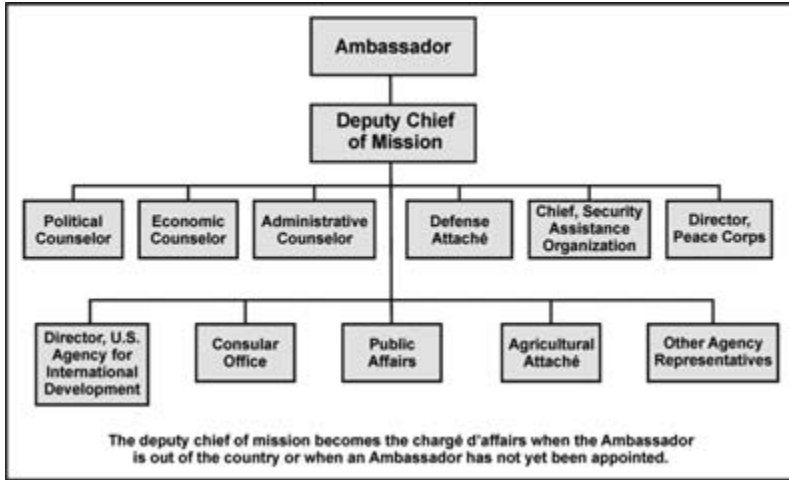 Ambassador
Deputy Chief
of Mission
Political
Counselor
Economic
Counselor
Administrative
Counselor
Defense
Attaché
Chief, Security
Assistance
Organization
Director,
Peace Corps
Director, U.S.
Agency for
International
Development
Consular
Office
Public
Affairs
Agricultural
Attaché
Other Agency
Representatives
The deputy chief of mission becomes the chargé d'affairs when the Ambassador
is out of the country or when an Ambassador has not yet been appointed.